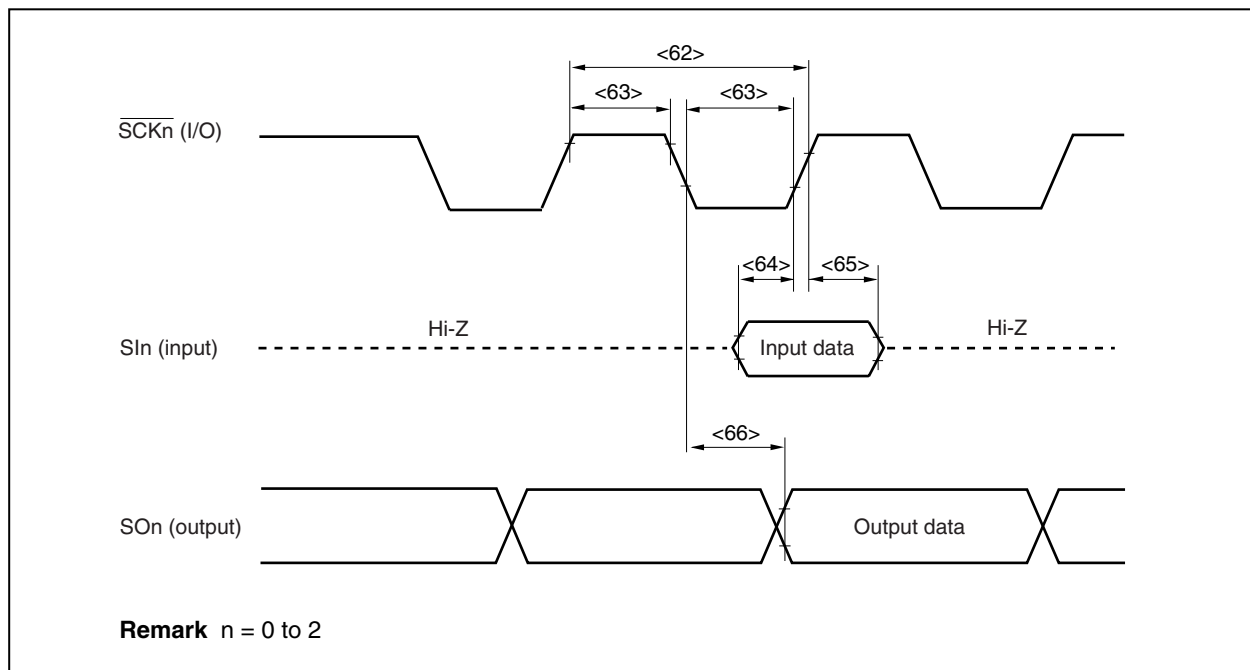 <62>
<63> <63>
SCKn (I/O)
<64> <65>
Hi-Z Hi-Z
SIn (input) Input data
<66>
SOn (output) Output data
Remark n = 0 to 2